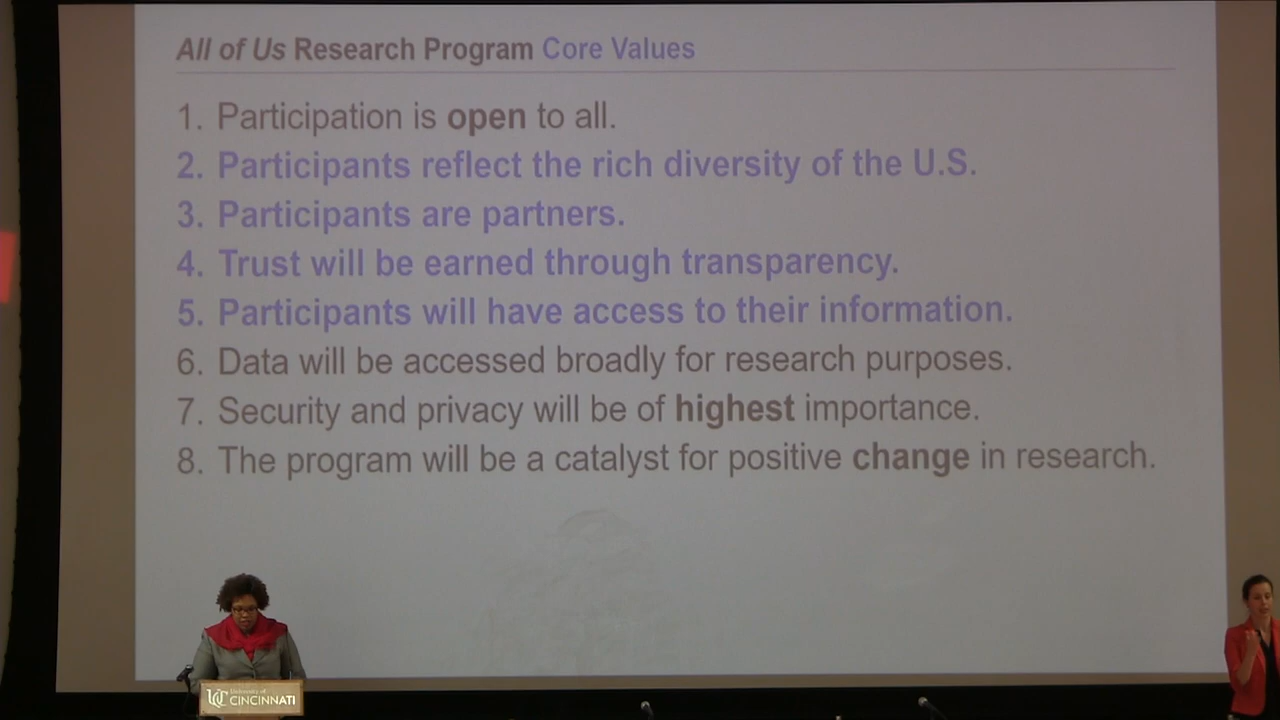 All of Us Research Program Core Values
1. Participation is open to all.
2. Participants reflect the rich diversity of the U.S.
3. Participants are partners.
4. Trust will be earned through transparency.
5. Participants will have access to their information.
6. Data will be accessed broadly for research purposes.
7. Security and privacy will be of highest importance.
8. The program will be a catalyst for positive change in research.
UC University of
CINCINNATI